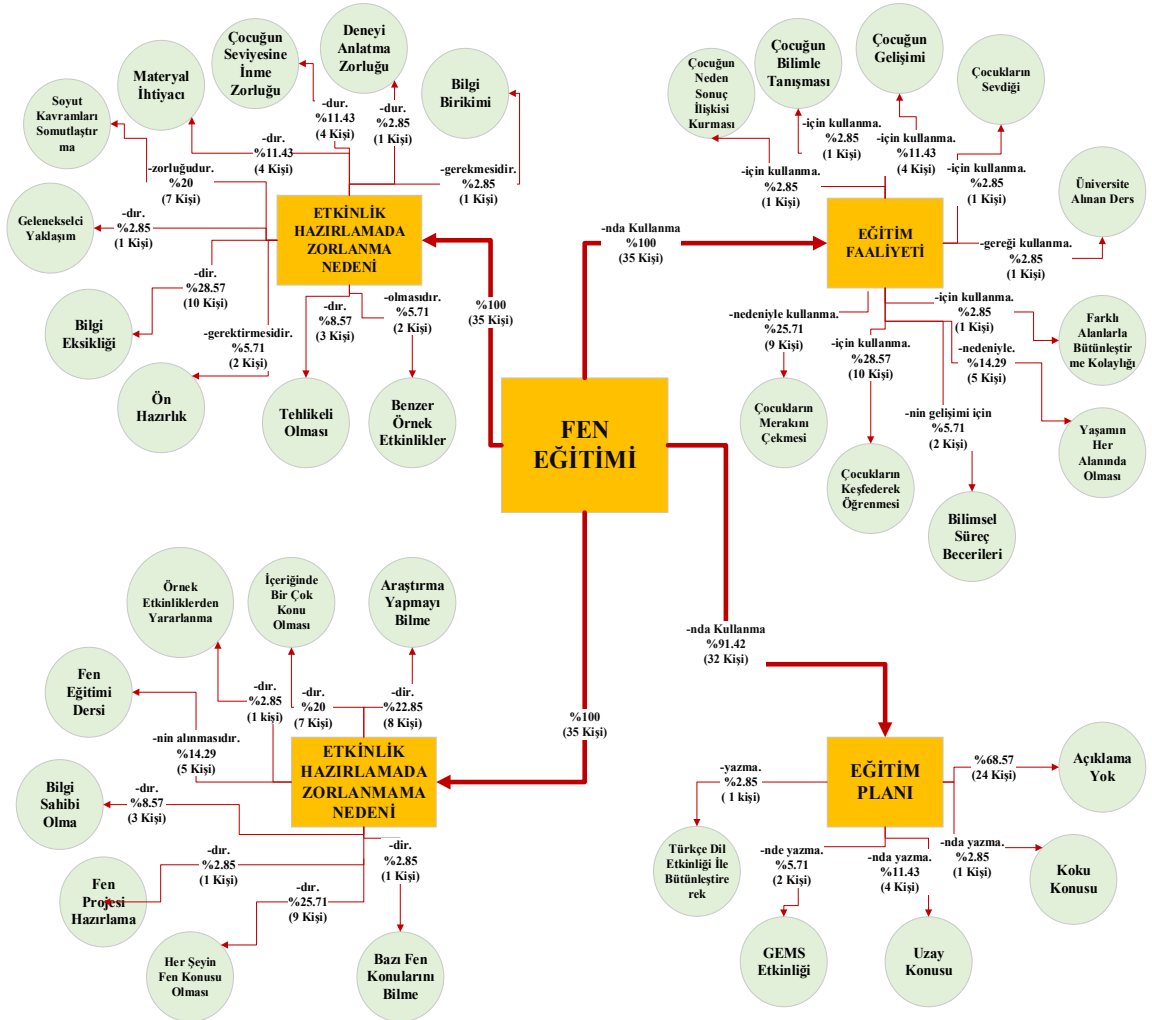 Çocuğun
Seviyesine
İnme
Zorluğu
Deneyi
Anlatma
Zorluğu
Materyal
İhtiyacı
Bilgi
Birikimi
Soyut
Kavramları
Somutlaştır
ma
-dur.
%11.43
(4 Kişi)
-dur.
%2.85
(1 Kişi)
-dır.
%11.43
(4 Kişi)
-zorluğudur.
%20
(7 Kişi)
-gerekmesidir.
%2.85
(1 Kişi)
Gelenekselci
Yaklaşım
-dır.
%2.85
(1 Kişi)
ETKİNLİK
HAZIRLAMADA
ZORLANMA
NEDENİ
-dir.
%28.57
(10 Kişi)
Bilgi
Eksikliği
-gerektirmesidir.
%5.71
(2 Kişi)
-dır.
%8.57
(3 Kişi)
-olmasıdır.
%5.71
(2 Kişi)
Ön
Hazırlık
Tehlikeli
Olması
Benzer
Örnek
Etkinlikler
%100
(35 Kişi)
Çocuğun
Neden
Sonuç
İlişkisi
Kurması
Çocuğun
Bilimle
Tanışması
Çocuğun
Gelişimi
Çocukların
Sevdiği
-için kullanma.
%2.85
(1 Kişi)
-için kullanma.
%11.43
(4 Kişi)
-için kullanma.
%2.85
(1 Kişi)
-için kullanma.
%2.85
(1 Kişi)
Üniversite
Alınan Ders
-nda Kullanma
%100
(35 Kişi)
EĞİTİM
FAALİYETİ
-gereği kullanma.
%2.85
(1 Kişi)
-için kullanma.
%2.85
(1 Kişi)
Farklı
Alanlarla
Bütünleştir
me Kolaylığı
-nedeniyle kullanma.
%25.71
(9 Kişi)
-için kullanma.
%28.57
(10 Kişi)
-nedeniyle.
%14.29
(5 Kişi)
-nin gelişimi için
%5.71
(2 Kişi)
Çocukların
Merakını
Çekmesi
Yaşamın
Her
Alanında
Olması
Çocukların
Keşfederek
Öğrenmesi
Bilimsel
Süreç
Becerileri
FEN
EĞİTİMİ
Örnek
Etkinliklerden
Yararlanma
İçeriğinde
Bir Çok
Konu
Olması
Araştırma
Yapmayı
Bilme
Fen
Eğitimi
Dersi
-dır.
%2.85
(1 kişi)
-dır.
%20
(7 Kişi)
-dir.
%22.85
(8 Kişi)
-nin alınmasıdır.
%14.29
(5 Kişi)
ETKİNLİK
HAZIRLAMADA
ZORLANMAMA
NEDENİ
%100
(35 Kişi)
Bilgi
Sahibi
Olma
-dır.
%8.57
(3 Kişi)
-dır.
%2.85
(1 Kişi)
-dir.
%2.85
(1 Kişi)
Fen
Projesi
Hazırlama
-dır.
%25.71
(9 Kişi)
Her Şeyin
Fen Konusu
Olması
Bazı Fen
Konularını
Bilme
-nda Kullanma
%91.42
(32 Kişi)
EĞİTİM
PLANI
%68.57
(24 Kişi)
Açıklama
Yok
-yazma.
%2.85
( 1 kişi)
Türkçe Dil
Etkinliği İle
Bütünleştire
rek
-nde yazma.
%5.71
(2 Kişi)
-nda yazma.
%11.43
(4 Kişi)
-nda yazma.
%2.85
(1 Kişi)
Koku
Konusu
GEMS
Etkinliği
Uzay
Konusu